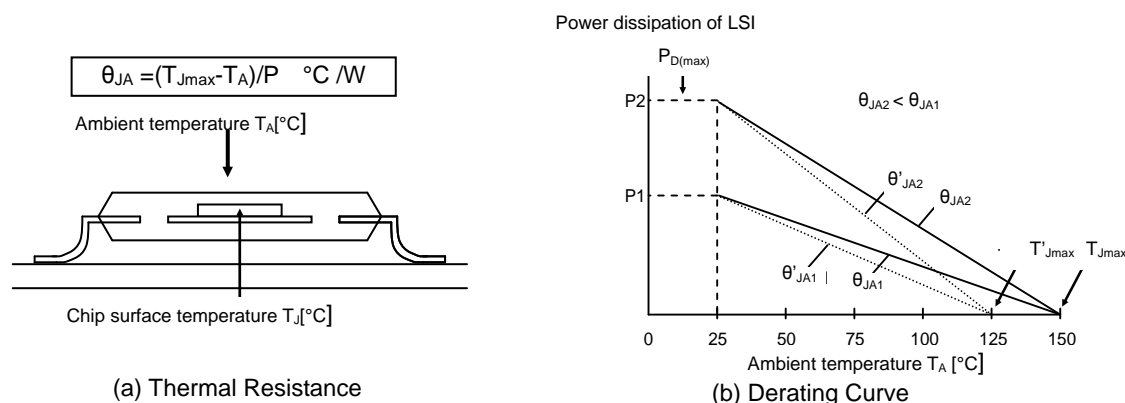 θJA =(TJmax-TA)/P °C /W
Ambient temperature TA[°C]
Chip surface temperature TJ[°C]
(a) Thermal Resistance
Power dissipation of LSI
PD(max)
P2
θJA2 < θJA1
θ'JA2
θJA2
P1
θ'JA1
θJA1
T'Jmax TJmax
0 25 50 75 100 125 150
Ambient temperature TA [°C]
(b) Derating Curve